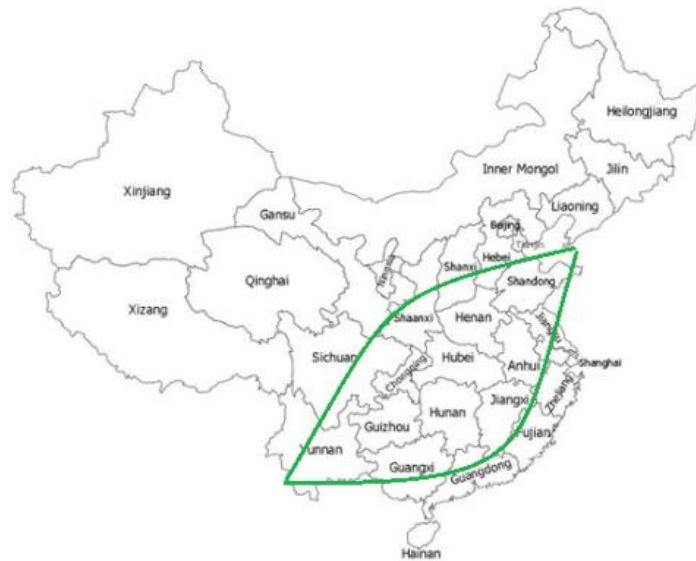 Heilongjiang
Inner Mongol
Jilin
Xinjiang
Liaoning
Gansu
Beijing
Tianjin
Hebei
Ningxia
Shanxi
Qinghai
Shandong
Xizang
Shaanxi
Henan
Jiangsu
Sichuan
Chongqing
Hubei
Anhui
Shanghai
Zhejiang
Jiangxi
Hunan
Guizhou
Fujian
Yunnan
Guangxi
Guangdong
Hainan